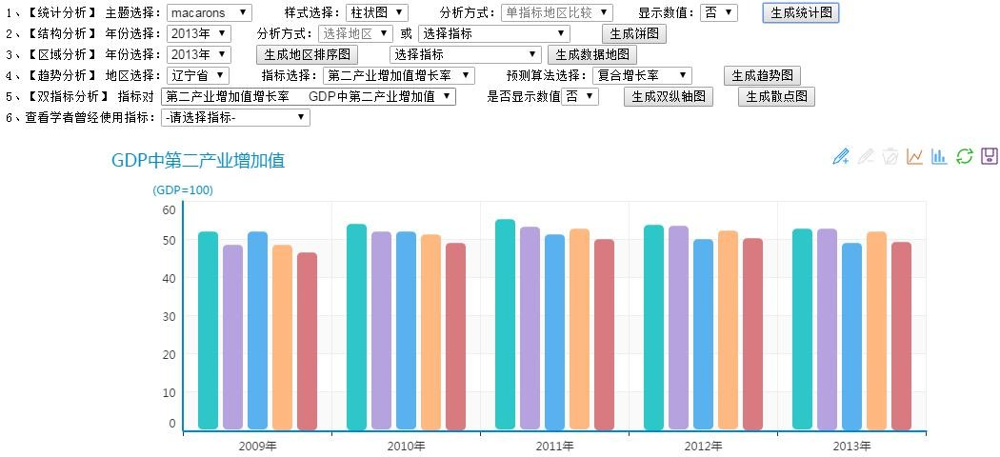 1、【统计分析】 主题选择： macarons 样式选择： 柱状图 分析方式： 单指标地区比较 显示数值： 否 生成统计图
2、【结构分析】 年份选择： 2013年 分析方式： 选择地区 或 选择指标 生成饼图
3、【区域分析】 年份选择： 2013年 生成地区排序图 选择指标 生成数据地图
4、【趋势分析】 地区选择： 辽宁省 指标选择： 第二产业增加值增长率 预测算法选择： 复合增长率 生成趋势图
5、【双指标分析】 指标对 第二产业增加值增长率 GDP中第二产业增加值 是否显示数值 否 生成双纵轴图 生成散点图
6、查看学者曾经使用指标： -请选择指标-
GDP中第二产业增加值
(GDP=100)
60
50
40
30
20
10
0
2009年 2010年 2011年 2012年 2013年